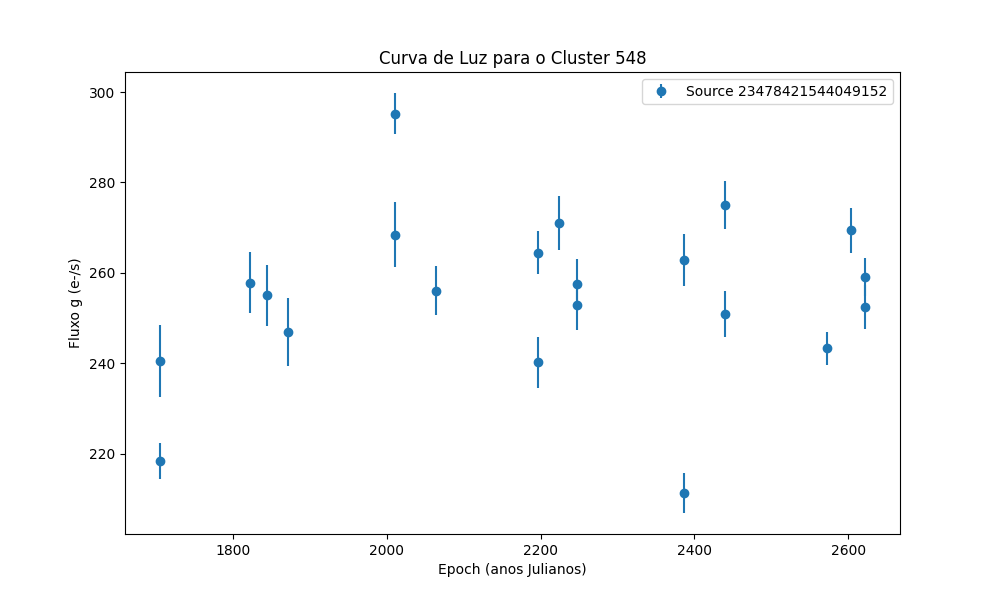 Curva de Luz para o Cluster 548
Source 23478421544049152
300
280
260
240
220
Fluxo g (e-/s)
1800 2000 2200 2400 2600
Epoch (anos Julianos)